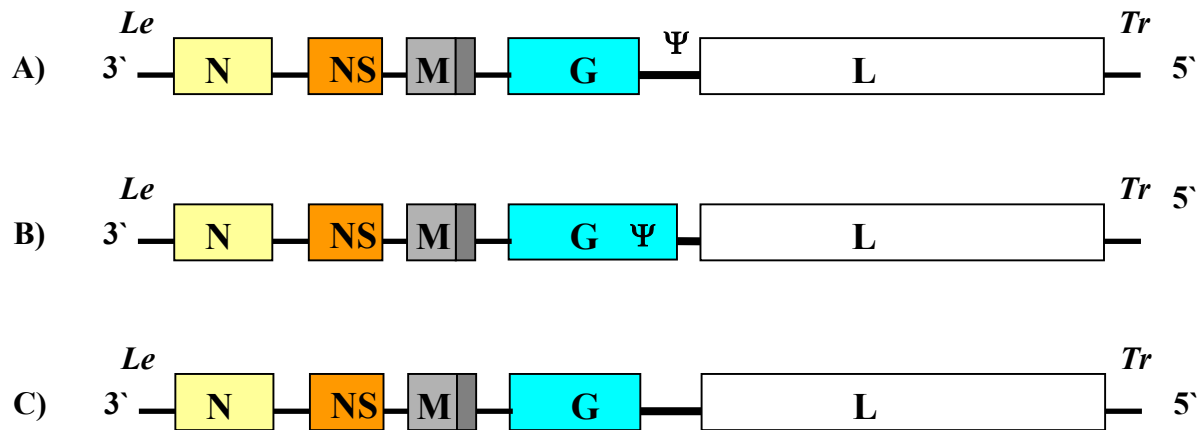 Le Ψ Tr
A) 3` N NS M G L 5`
Le Tr 5`
B) 3` N NS M G Ψ L
Le Tr
C) 3` N NS M G L 5`